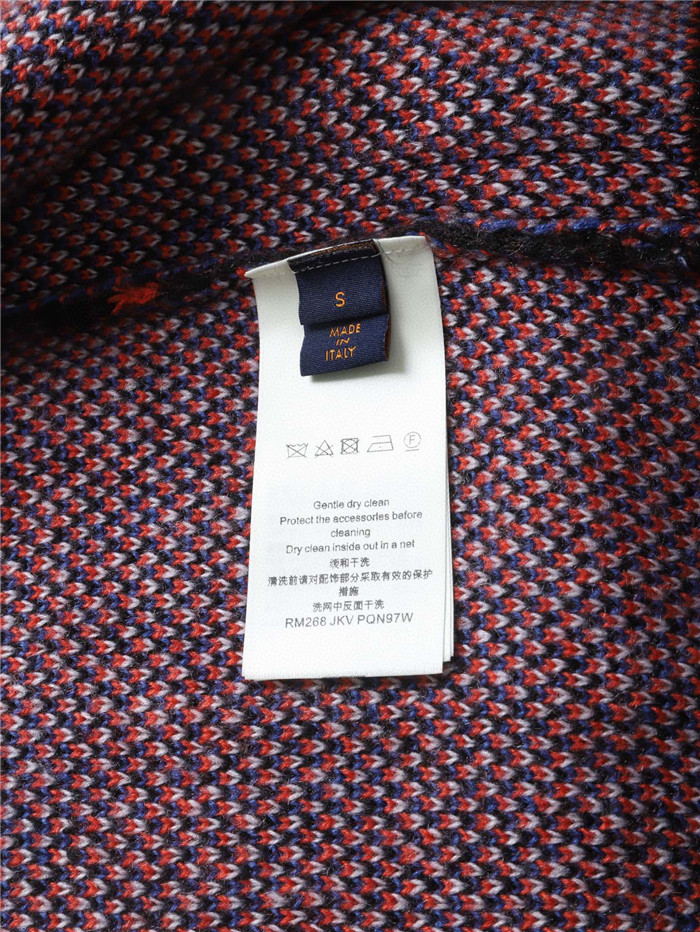 S
MADE
IN
ITALY
F
Gentle dry clean
Protect the accessories before
cleaning
Dry clean inside out in a net
缓和干洗
清洗前请对配饰部分采取有效的保护
措施
洗网中反面干洗
RM268 JKV PQN97W